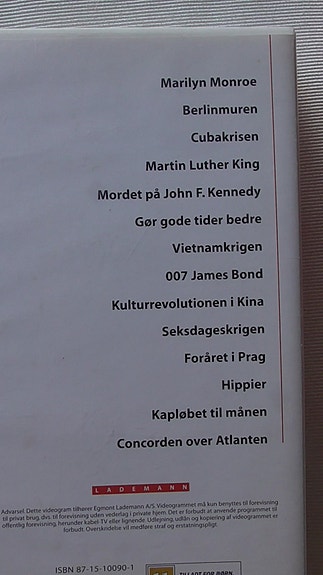 Marilyn Monroe
Berlinmuren
Cubakrisen
Martin Luther King
Mordet på John F. Kennedy
Gør gode tider bedre
Vietnamkrigen
007 James Bond
Kulturrevolutionen i Kina
Seksdageskrigen
Foråret i Prag
Hippier
Kapløbet til månen
Concorden over Atlanten
LADEMANN
Advarsel: Dette videogram tilhører Egmont Lademann A/S. Videogrammet må kun benyttes til forevisning
til privat brug, dvs. til forevisning uden vederlag i private hjem. Det er forbudt at anvende programmet til
offentlig forevisning, herunder kabel-TV eller lignende. Udlejning, udlån og kopiering af videogrammet er
forbudt. Overskridelse vil medføre straf og erstatningspligt.
ISBN 87-15-10090-1
TILLADT FOR BØRN